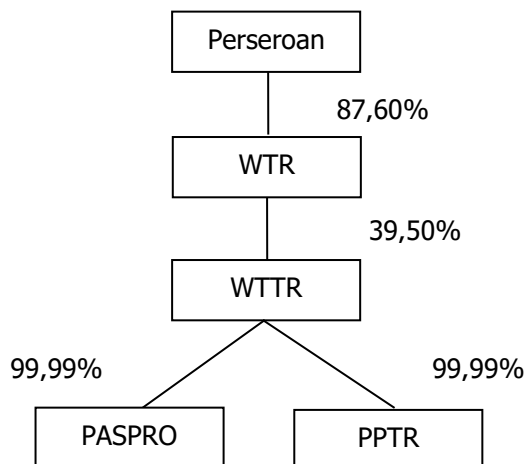 Perseroan
87,60%
WTR
39,50%
WTTR
99,99%
99,99%
PASPRO
PPTR